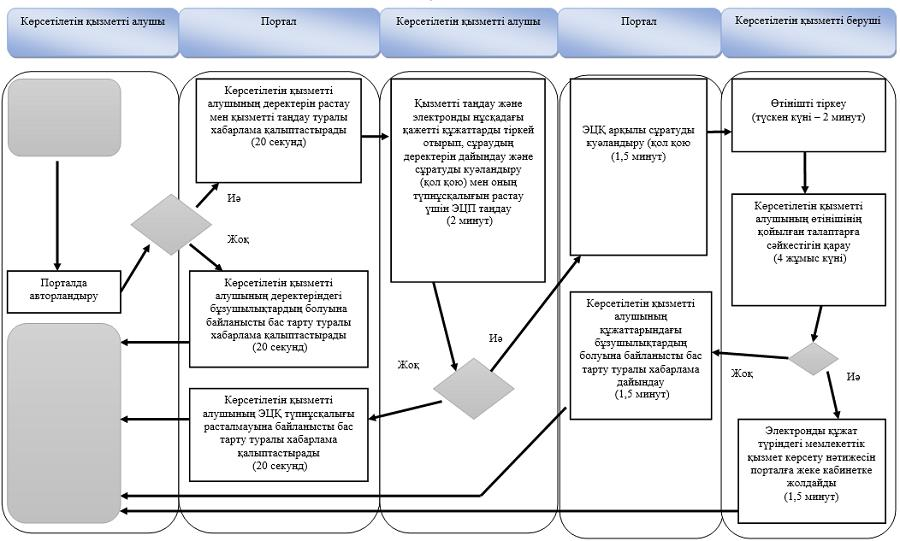 Көрсетілетін қызметті алушы
Портал
Көрсетілетін қызметті алушы
Портал
Көрсетілетін қызметті беруші
Порталда
авторландыру
Көрсетілетін қызметті
алушының деректерін растау
мен қызметті таңдау туралы
хабарлама қалыптастырады
(20 секунд)
Иә
Жоқ
Көрсетілетін қызметті
алушының деректеріндегі
бұзушылықтардың болуына
байланысты бас тарту туралы
хабарлама қалыптастырады
(20 секунд)
Көрсетілетін қызметті
алушының ЭЦҚ түпнұсқалығы
расталмауына байланысты бас
тарту туралы хабарлама
қалыптастырады
(20 секунд)
Қызметті таңдау және
электронды нұсқадағы
қажетті құжаттарды тіркей
отырып, сұраудың
деректерін дайындау және
сұратуды куәландыру
(қол қою) мен оның
түпнұсқалығын растау
үшін ЭЦП таңдау
(2 минут)
Иә
Жоқ
ЭЦҚ арқылы сұратуды
куәландыру (қол қою
(1,5 минут)
Көрсетілетін қызметті
алушының
құжаттарындағы
бұзушылықтардың
болуына байланысты бас
тарту туралы хабарлама
дайындау
(1,5 минут)
Өтінішті тіркеу
(түскен күні – 2 минут)
Көрсетілетін қызметті
алушының өтінішінің
қойылған талаптарға
сәйкестігін қарау
(4 жұмыс күні)
Жоқ
Иә
Электронды құжат
түріндегі мемлекеттік
қызмет көрсету нәтижесін
порталға жеке кабинетке
жолдайды
(1,5 минут)